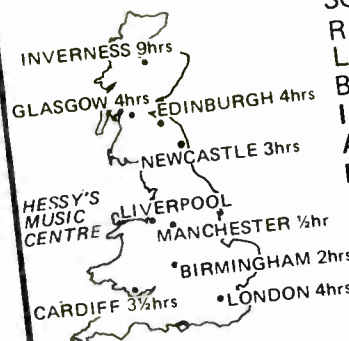 INVERNESS 9hrs
GLASGOW 4hrs
EDINBURGH 4hrs
NEWCASTLE 3hrs
HESSY'S
MUSIC
CENTRE
LIVERPOOL
MANCHESTER ½hr
BIRMINGHAM 2hrs
CARDIFF 3½hrs
LONDON 4hrs